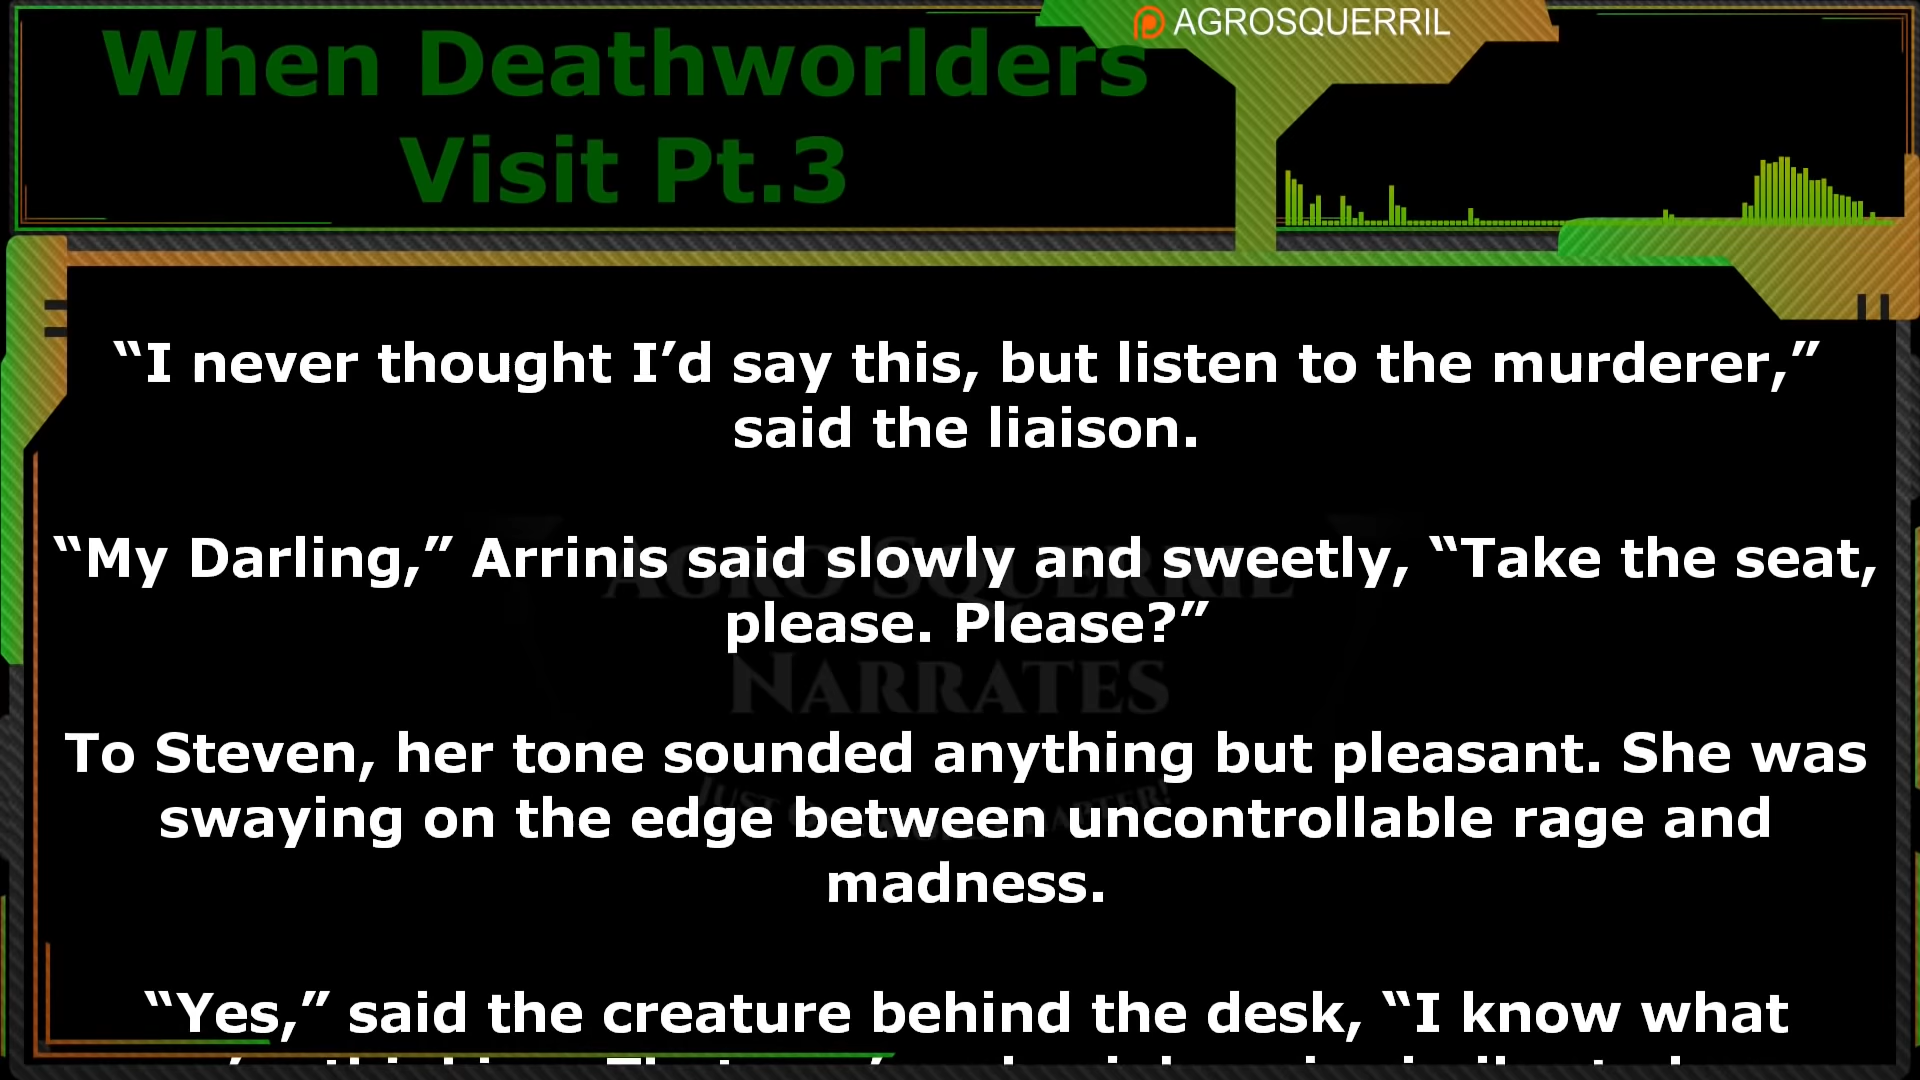 AGROSQUERRIL
When Deathworlders
Visit Pt.3
“I never thought I’d say this, but listen to the murderer,”
said the liaison.
“My Darling,” Arrinis said slowly and sweetly, “Take the seat,
please. Please?”
AGRO SQUERRIL
NARRATES
To Steven, her tone sounded anything but pleasant. She was
swaying on the edge between uncontrollable rage and
madness.
“Yes,” said the creature behind the desk, “I know what